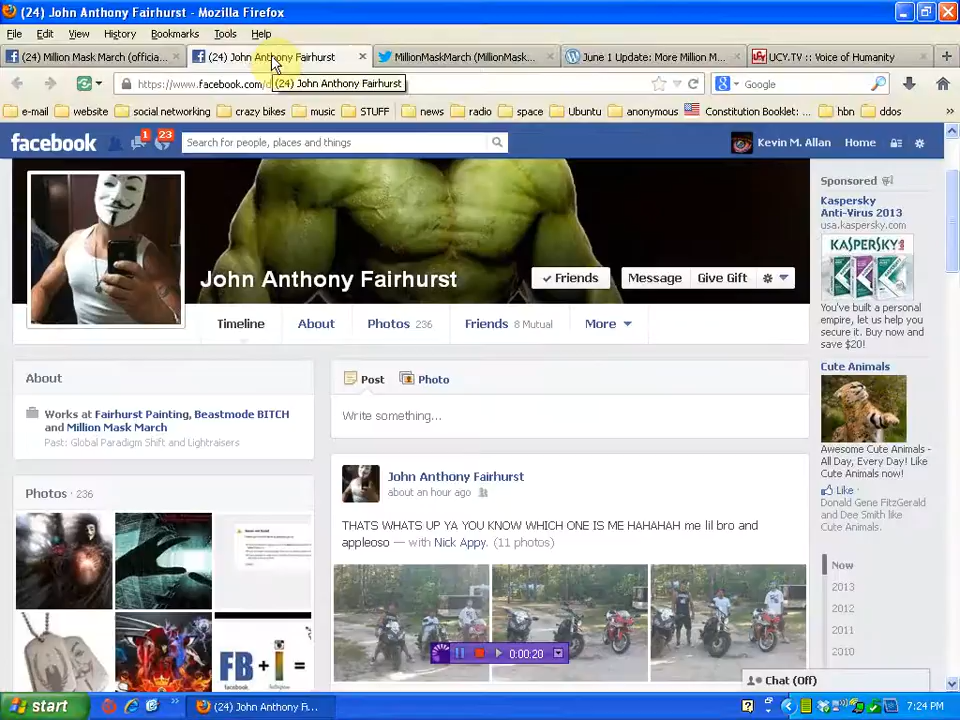 (24) John Anthony Fairhurst - Mozilla Firefox
File Edit View History Bookmarks Tools Help
(24) Million Mask March (officia...
(24) John Anthony Fairhurst
MillionMaskMarch (MillionMask...
June 1 Update: More Million M...
UCY.TV :: Voice of Humanity
https://www.facebook.com/
(24) John Anthony Fairhurst
Google
e-mail website social networking crazy bikes music STUFF news radio space Ubuntu anonymous Constitution Booklet: ... hbn ddos
facebook 1 23 Search for people, places and things Kevin M. Allan Home
John Anthony Fairhurst
Friends Message Give Gift
Timeline About Photos 236 Friends 8 Mutual More
About
Works at Fairhurst Painting, Beastmode BITCH
and Million Mask March
Past: Global Paradigm Shift and Lightraisers
Photos · 236
FB + i =
facebook
Post Photo
Write something...
John Anthony Fairhurst
about an hour ago
THATS WHATS UP YA YOU KNOW WHICH ONE IS ME HAHAHAH me lil bro and
appleoso — with Nick Appy. (11 photos)
0:00:20
Sponsored
Kaspersky
Anti-Virus 2013
usa.kaspersky.com
KASPERSKY
You've built a personal
empire, let us help you
secure it. Buy now and
save $20!
Cute Animals
Awesome Cute Animals -
All Day, Every Day! Like
Cute Animals now!
Like ·
Donald Gene FitzGerald
and Dee Smith like
Cute Animals.
Now
2013
2012
2011
2010
Chat (Off)
start
(24) John Anthony Fi...
7:24 PM